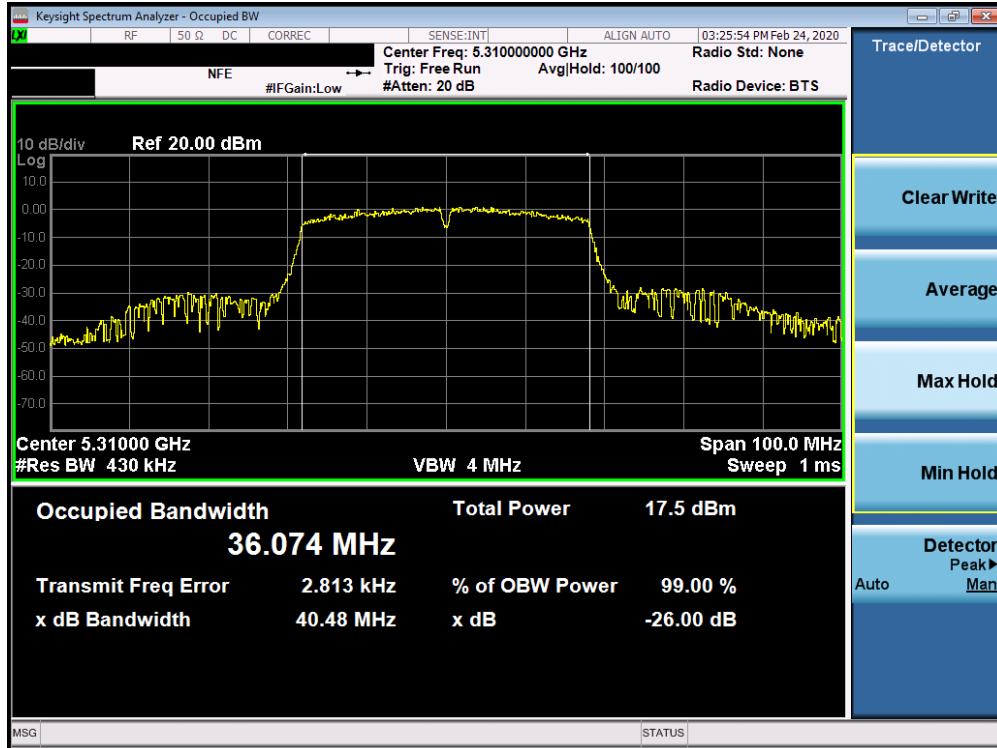 Keysight Spectrum Analyzer - Occupied BW
LXI RF 50 Ω DC CORREC SENSE:INT ALIGN AUTO 03:25:54 PM Feb 24, 2020
Center Freq: 5.310000000 GHz Radio Std: None
NFE Trig: Free Run Avg|Hold: 100/100
#IFGain:Low #Atten: 20 dB Radio Device: BTS
10 dB/div Ref 20.00 dBm
Log
10.0
0.00
-10.0
-20.0
-30.0
-40.0
-50.0
-60.0
-70.0
Center 5.31000 GHz Span 100.0 MHz
#Res BW 430 kHz VBW 4 MHz Sweep 1 ms
Occupied Bandwidth Total Power 17.5 dBm
36.074 MHz
Transmit Freq Error 2.813 kHz % of OBW Power 99.00 %
x dB Bandwidth 40.48 MHz x dB -26.00 dB
MSG STATUS
Trace/Detector
Clear Write
Average
Max Hold
Min Hold
Detector
Peak▶
Auto Man